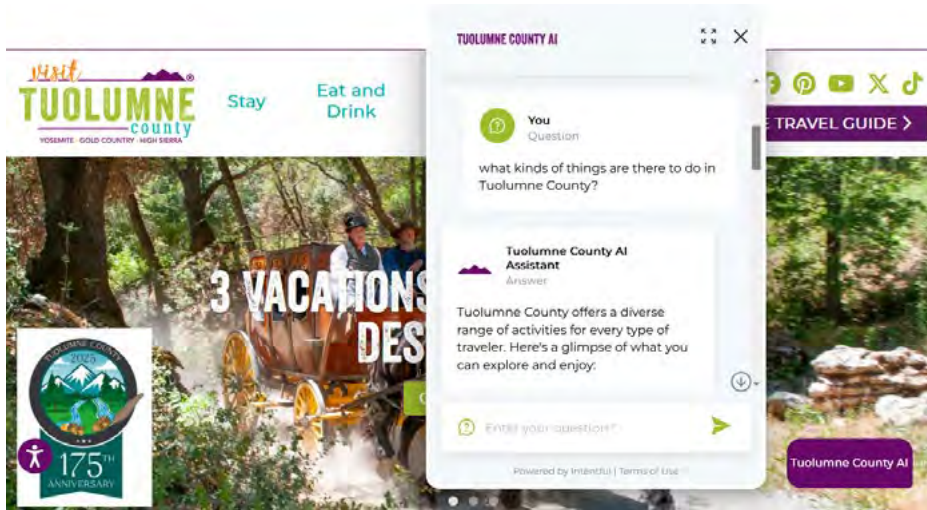 visit
TUOLUMNE
county
YOSEMITE · GOLD COUNTRY · HIGH SIERRA
Stay
Eat and
Drink
TRAVEL GUIDE >
3 VACATIONS
DES
TUOLUMNE COUNTY
2025
175TH
ANNIVERSARY
TUOLUMNE COUNTY AI
You
Question
what kinds of things are there to do in
Tuolumne County?
Tuolumne County AI
Assistant
Answer
Tuolumne County offers a diverse
range of activities for every type of
traveler. Here's a glimpse of what you
can explore and enjoy:
Enter your question*
Powered by Intentful | Terms of Use
Tuolumne County AI